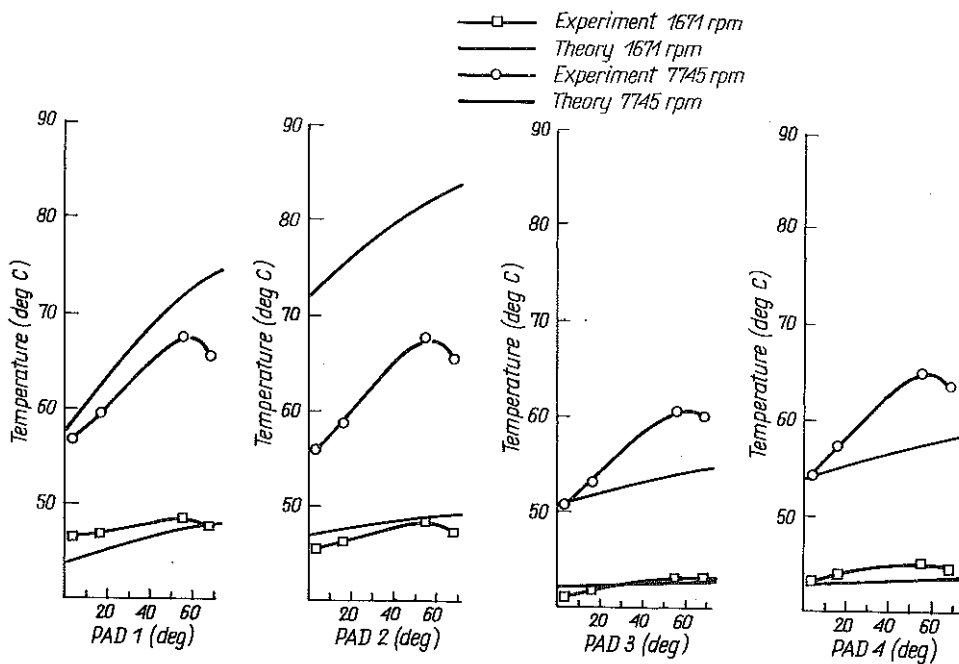 Experiment 1671 rpm
Theory 1671 rpm
Experiment 7745 rpm
Theory 7745 rpm
Temperature (deg C)
90
80
70
60
50
20 40 60
PAD 1 (deg)
Temperature (deg C)
90
80
70
60
50
20 40 60
PAD 2 (deg)
Temperature (deg C)
90
80
70
60
50
20 40 60
PAD 3 (deg)
Temperature (deg C)
90
80
70
60
50
20 40 60
PAD 4 (deg)